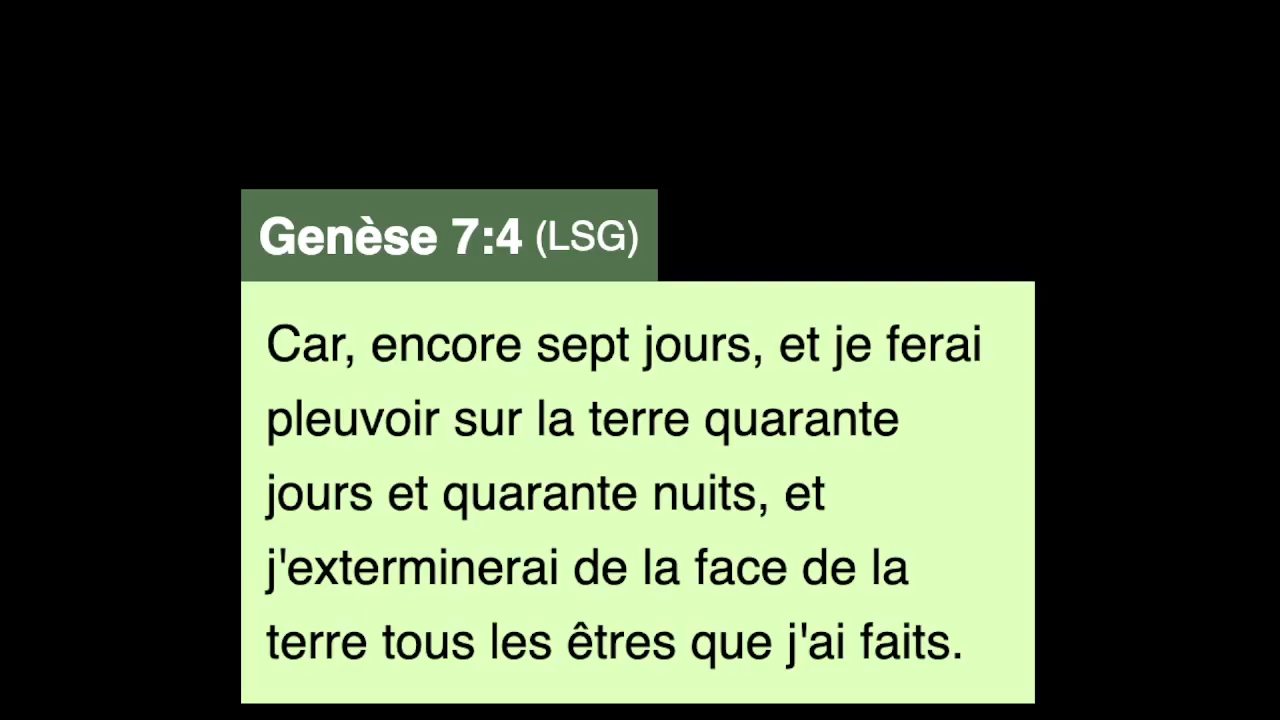 Genèse 7:4 (LSG)
Car, encore sept jours, et je ferai
pleuvoir sur la terre quarante
jours et quarante nuits, et
j'exterminerai de la face de la
terre tous les êtres que j'ai faits.